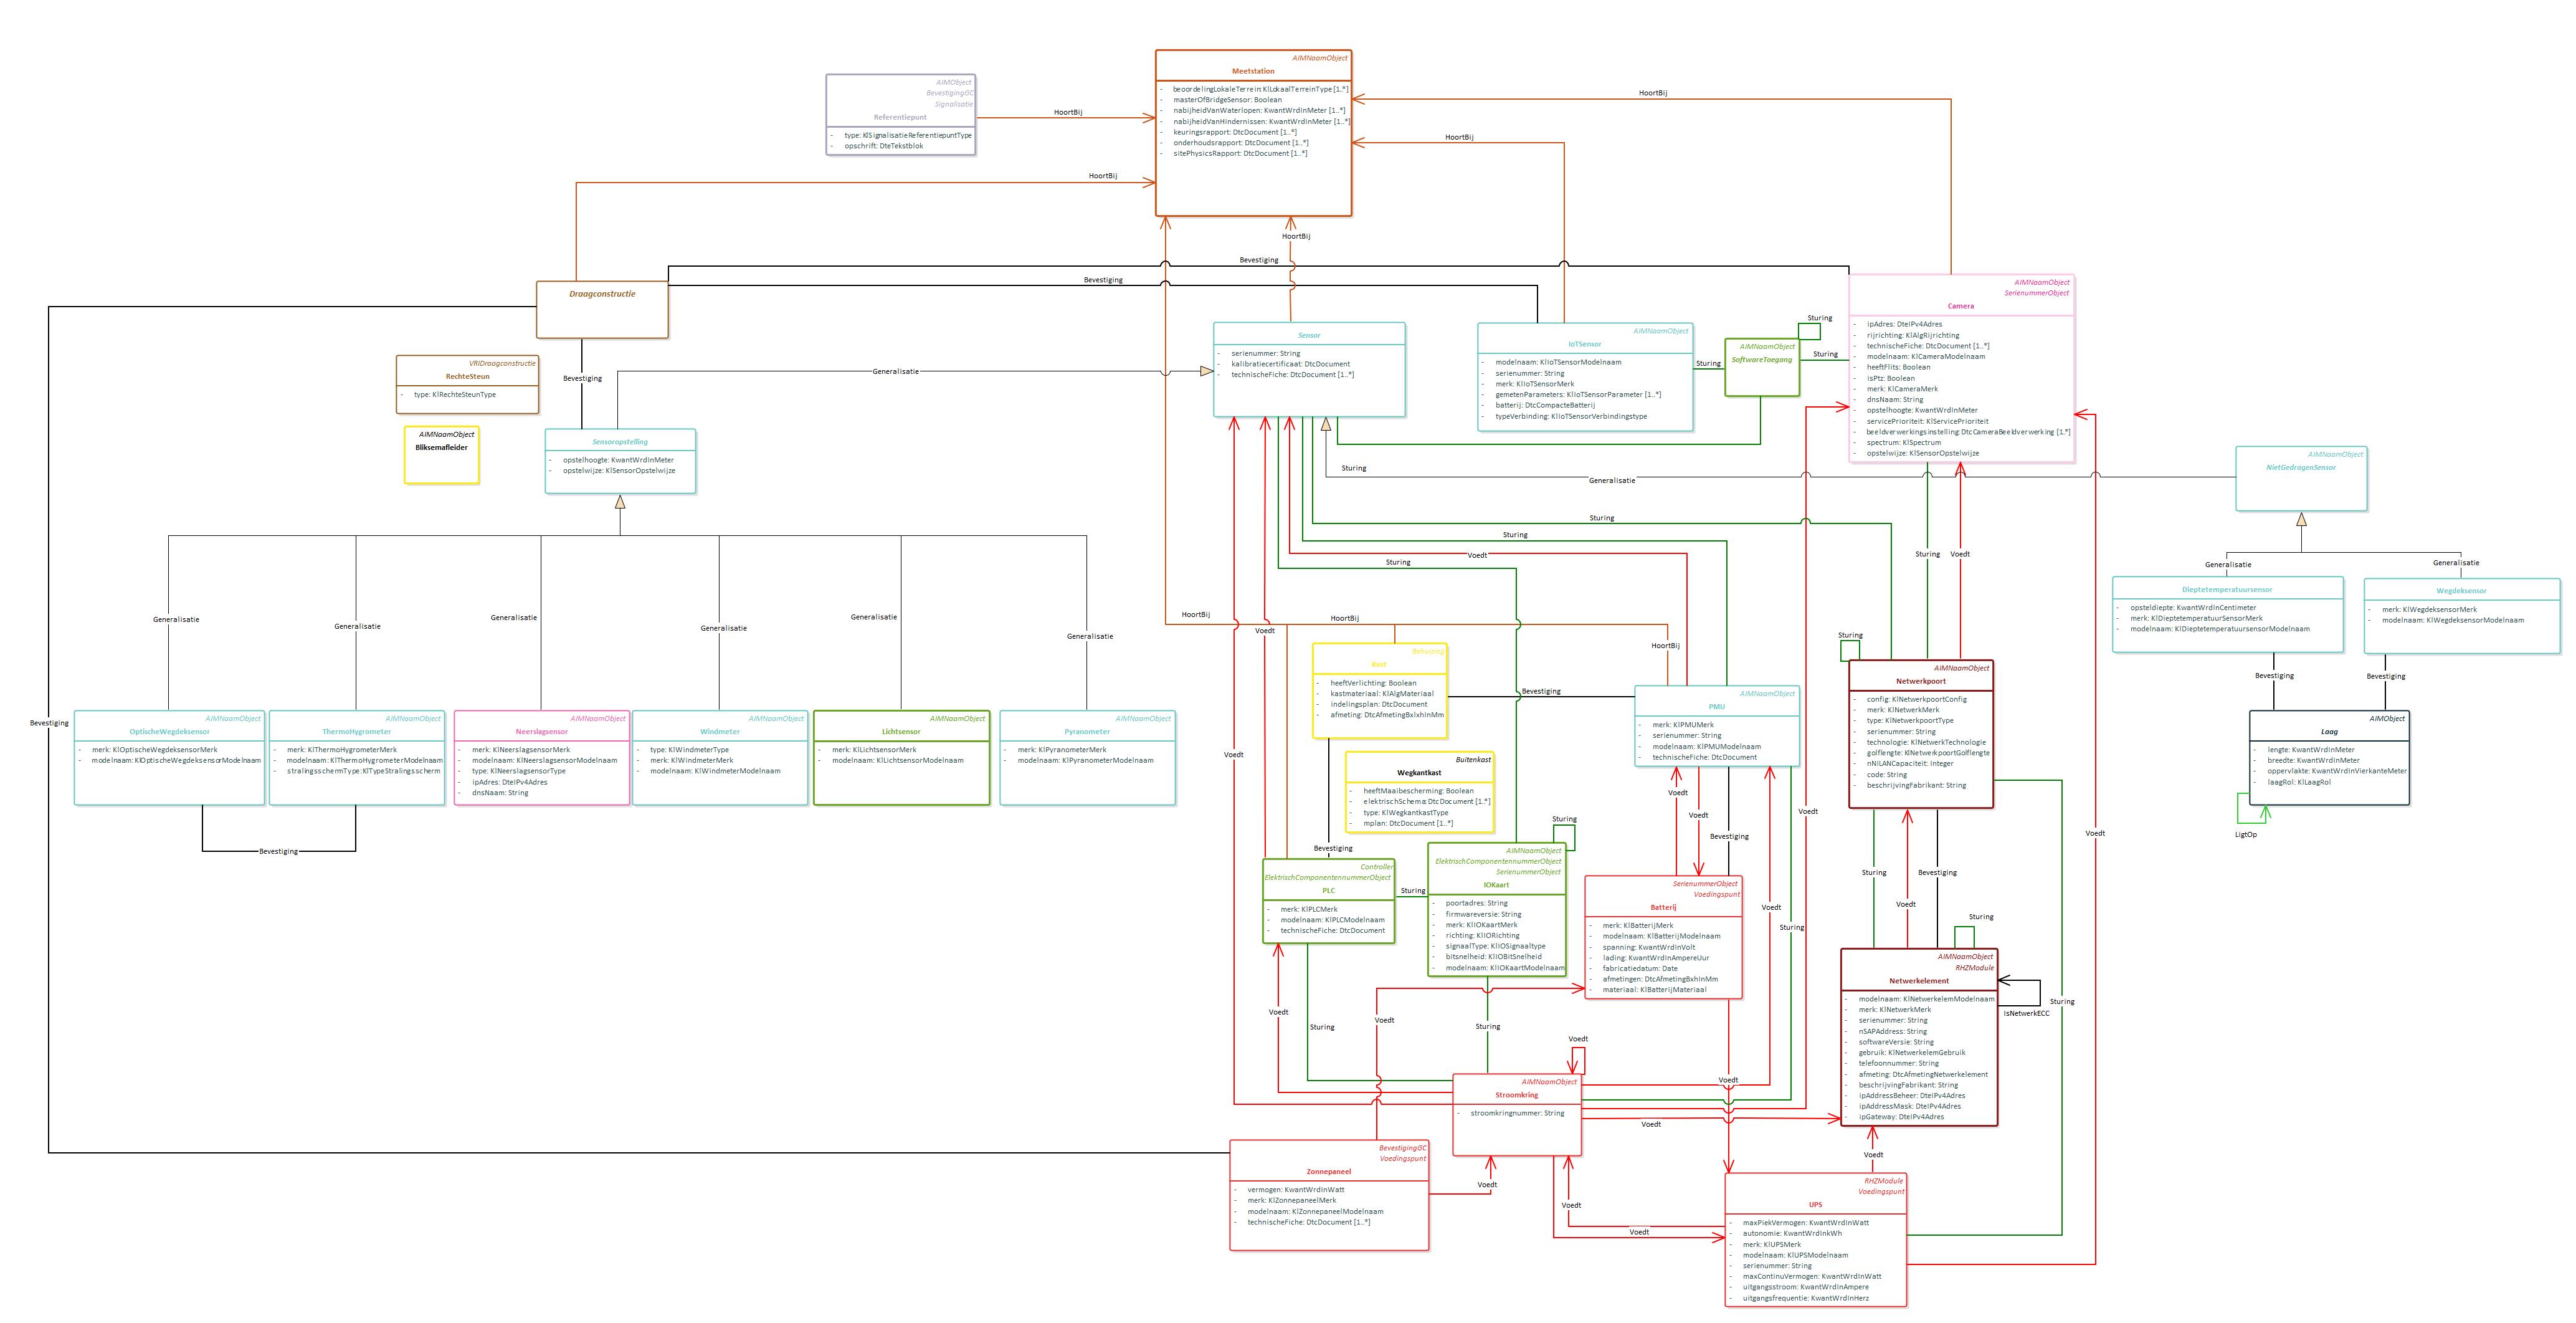 AIMNaamObject
Meetstation
- beoordelingLokaleTerrein: KlLokaalTerreinType [1..*]
- masterOfBridgeSensor: Boolean
- nabijheidVanWaterlopen: KwantWrdInMeter [1..*]
- nabijheidVanHindernissen: KwantWrdInMeter [1..*]
- keuringsrapport: DtcDocument [1..*]
- onderhoudsrapport: DtcDocument [1..*]
- sitePhysicsRapport: DtcDocument [1..*]
AIMObject
BevestigingGC
Signalisatie
Referentiepunt
- type: KlSignalisatieReferentiepuntType
- opschrift: DteTekstblok
HoortBij
HoortBij
HoortBij
HoortBij
HoortBij
Bevestiging
Bevestiging
Draagconstructie
VRIDraagconstructie
RechteSteun
- type: KlRechteSteunType
AIMNaamObject
Bliksemafleider
Bevestiging
Generalisatie
Sensoropstelling
- opstelhoogte: KwantWrdInMeter
- opstelwijze: KlSensorOpstelwijze
Sensor
- serienummer: String
- kalibratiecertificaat: DtcDocument
- technischeFiche: DtcDocument [1..*]
AIMNaamObject
IoTSensor
- modelnaam: KlIoTSensorModelnaam
- serienummer: String
- merk: KlIoTSensorMerk
- gemetenParameters: KlIoTSensorParameter [1..*]
- batterij: DtcCompacteBatterij
- typeVerbinding: KlIoTSensorVerbindingstype
Sturing
Sturing
Sturing
AIMNaamObject
SoftwareToegang
AIMNaamObject
SerienummerObject
Camera
- ipAdres: DteIPv4Adres
- rijrichting: KlAlgRijrichting
- technischeFiche: DtcDocument [1..*]
- modelnaam: KlCameraModelnaam
- heeftFlits: Boolean
- isPtz: Boolean
- merk: KlCameraMerk
- dnsNaam: String
- opstelhoogte: KwantWrdInMeter
- servicePrioriteit: KlServicePrioriteit
- beeldverwerkingsinstelling: DtcCameraBeeldverwerking [1..*]
- spectrum: KlSpectrum
- opstelwijze: KlSensorOpstelwijze
Sturing
Generalisatie
AIMNaamObject
NietGedragenSensor
Sturing
Sturing
Voedt
Sturing
Sturing
Voedt
Generalisatie
Generalisatie
AIMNaamObject
Dieptetemperatuursensor
- opsteldiepte: KwantWrdInCentimeter
- merk: KlDieptetemperatuurSensorMerk
- modelnaam: KlDieptetemperatuursensorModelnaam
AIMNaamObject
Wegdeksensor
- merk: KlWegdeksensorMerk
- modelnaam: KlWegdeksensorModelnaam
Bevestiging
Bevestiging
AIMObject
Laag
- lengte: KwantWrdInMeter
- breedte: KwantWrdInMeter
- oppervlakte: KwantWrdInVierkanteMeter
- laagRol: KlLaagRol
LigtOp
Generalisatie
Generalisatie
Generalisatie
Generalisatie
Generalisatie
Generalisatie
Bevestiging
AIMNaamObject
OptischeWegdeksensor
- merk: KlOptischeWegdeksensorMerk
- modelnaam: KlOptischeWegdeksensorModelnaam
AIMNaamObject
ThermoHygrometer
- merk: KlThermoHygrometerMerk
- modelnaam: KlThermoHygrometerModelnaam
- stralingsschermType: KlTypeStralingsscherm
AIMNaamObject
Neerslagsensor
- merk: KlNeerslagsensorMerk
- modelnaam: KlNeerslagsensorModelnaam
- type: KlNeerslagsensorType
- ipAdres: DteIPv4Adres
- dnsNaam: String
AIMNaamObject
Windmeter
- type: KlWindmeterType
- merk: KlWindmeterMerk
- modelnaam: KlWindmeterModelnaam
AIMNaamObject
Lichtsensor
- merk: KlLichtsensorMerk
- modelnaam: KlLichtsensorModelnaam
AIMNaamObject
Pyranometer
- merk: KlPyranometerMerk
- modelnaam: KlPyranometerModelnaam
Bevestiging
HoortBij
HoortBij
HoortBij
Voedt
Voedt
Behuizing
Kast
- heeftVerlichting: Boolean
- kastmateriaal: KlAlgMateriaal
- indelingsplan: DtcDocument
- afmeting: DtcAfmetingBxlxhInMm
Bevestiging
AIMNaamObject
PMU
- merk: KlPMUMerk
- serienummer: String
- modelnaam: KlPMUModelnaam
- technischeFiche: DtcDocument
Buitenkast
Wegkantkast
- heeftMaaibescherming: Boolean
- elektrischSchema: DtcDocument [1..*]
- type: KlWegkantkastType
- mplan: DtcDocument [1..*]
Bevestiging
Sturing
Controller
ElektrischComponentennummerObject
PLC
- merk: KlPLCMerk
- modelnaam: KlPLCModelnaam
- technischeFiche: DtcDocument
Sturing
AIMNaamObject
ElektrischComponentennummerObject
SerienummerObject
IOKaart
- poortadres: String
- firmwareversie: String
- merk: KlIOKaartMerk
- richting: KlIORichting
- signaalType: KlIOSignaaltype
- bitsnelheid: KlIOBitSnelheid
- modelnaam: KlIOKaartModelnaam
Voedt
Voedt
Bevestiging
SerienummerObject
Voedingspunt
Batterij
- merk: KlBatterijMerk
- modelnaam: KlBatterijModelnaam
- spanning: KwantWrdInVolt
- lading: KwantWrdInAmpereUur
- fabricatiedatum: Date
- afmetingen: DtcAfmetingBxhInMm
- materiaal: KlBatterijMateriaal
Voedt
Sturing
Voedt
Sturing
AIMNaamObject
Netwerkpoort
- config: KlNetwerkpoortConfig
- merk: KlNetwerkMerk
- type: KlNetwerkpoortType
- serienummer: String
- technologie: KlNetwerkTechnologie
- golflengte: KlNetwerkpoortGolflengte
- nNILANCapaciteit: Integer
- code: String
- beschrijvingFabrikant: String
Voedt
Sturing
Bevestiging
Voedt
Sturing
AIMNaamObject
RHZModule
Netwerkelement
- modelnaam: KlNetwerkelemModelnaam
- merk: KlNetwerkMerk
- serienummer: String
- nSAPAddress: String
- softwareVersie: String
- gebruik: KlNetwerkelemGebruik
- telefoonnummer: String
- afmeting: DtcAfmetingNetwerkelement
- beschrijvingFabrikant: String
- ipAddressBeheer: DteIPv4Adres
- ipAddressMask: DteIPv4Adres
- ipGateway: DteIPv4Adres
Sturing
IsNetwerkECC
Voedt
Sturing
Voedt
Sturing
Voedt
AIMNaamObject
Stroomkring
- stroomkringnummer: String
Voedt
Voedt
Voedt
BevestigingGC
Voedingspunt
Zonnepaneel
- vermogen: KwantWrdInWatt
- merk: KlZonnepaneelMerk
- modelnaam: KlZonnepaneelModelnaam
- technischeFiche: DtcDocument [1..*]
Voedt
Voedt
Voedt
RHZModule
Voedingspunt
UPS
- maxPiekVermogen: KwantWrdInWatt
- autonomie: KwantWrdInkWh
- merk: KlUPSMerk
- modelnaam: KlUPSModelnaam
- serienummer: String
- maxContinuVermogen: KwantWrdInWatt
- uitgangsstroom: KwantWrdInAmpere
- uitgangsfrequentie: KwantWrdInHerz